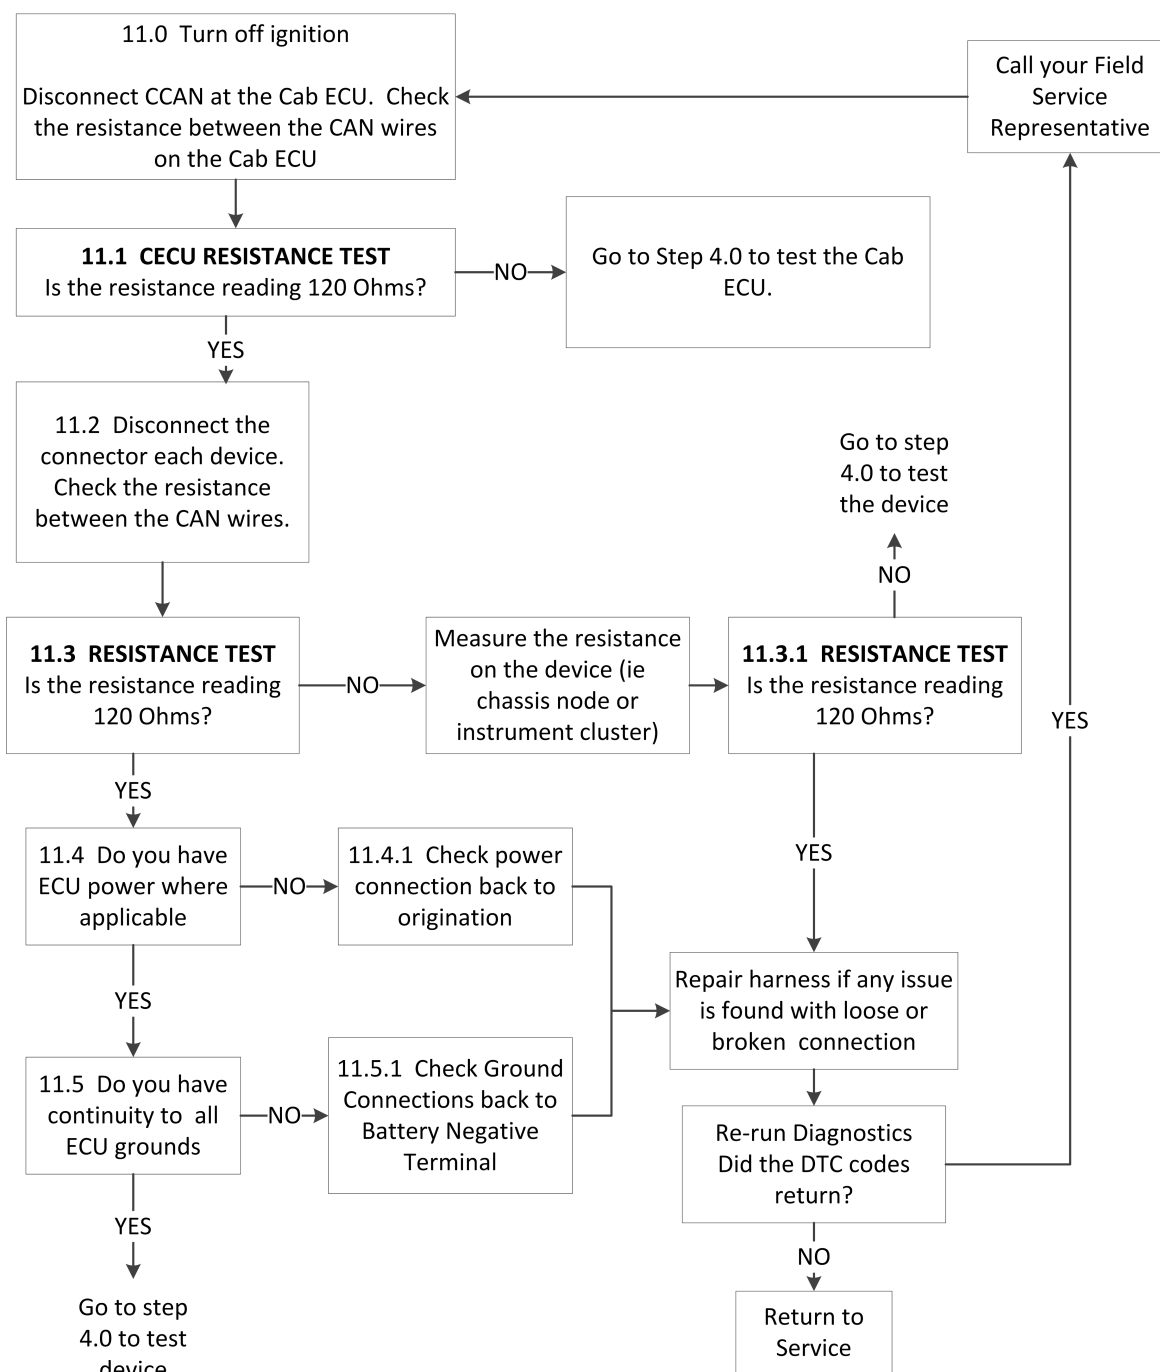 11.0 Turn off ignition
Disconnect CCAN at the Cab ECU. Check
the resistance between the CAN wires
on the Cab ECU
Call your Field
Service
Representative
11.1 CECU RESISTANCE TEST
Is the resistance reading 120 Ohms?
NO
Go to Step 4.0 to test the Cab
ECU.
YES
11.2 Disconnect the
connector each device.
Check the resistance
between the CAN wires.
Go to step
4.0 to test
the device
NO
11.3 RESISTANCE TEST
Is the resistance reading
120 Ohms?
NO
Measure the resistance
on the device (ie
chassis node or
instrument cluster)
11.3.1 RESISTANCE TEST
Is the resistance reading
120 Ohms?
YES
YES
11.4 Do you have
ECU power where
applicable
NO
11.4.1 Check power
connection back to
origination
YES
YES
Repair harness if any issue
is found with loose or
broken connection
11.5 Do you have
continuity to all
ECU grounds
NO
11.5.1 Check Ground
Connections back to
Battery Negative
Terminal
Re-run Diagnostics
Did the DTC codes
return?
YES
NO
Go to step
4.0 to test
device
Return to
Service